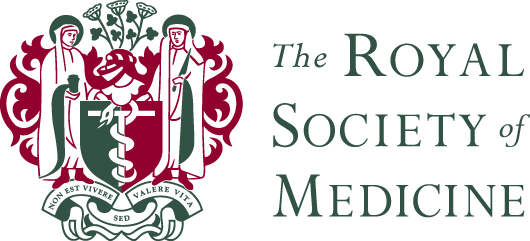 The ROYAL
SOCIETY of
MEDICINE
NON EST VIVERE
SED
VALERE VITA